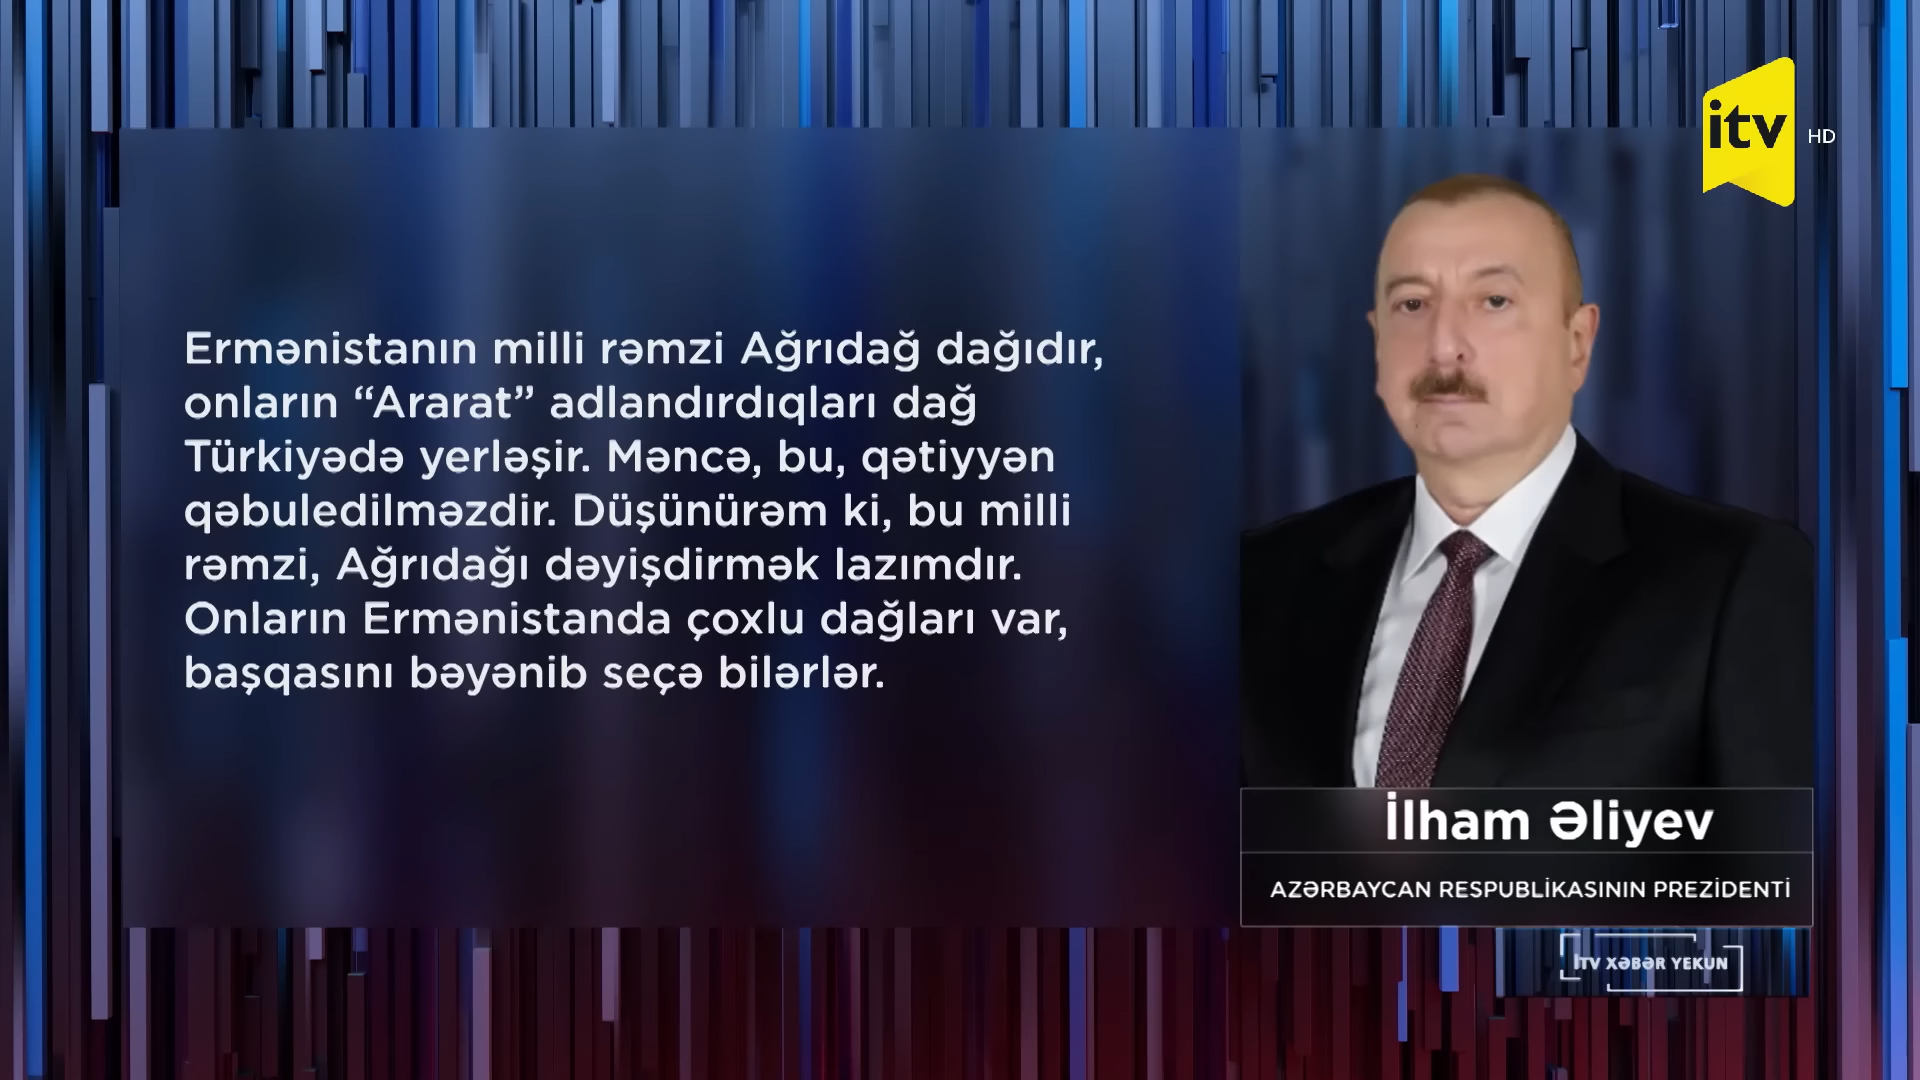 itv HD
Ermənistanın milli rəmzi Ağrıdağ dağıdır,
onların “Ararat” adlandırdıqları dağ
Türkiyədə yerləşir. Məncə, bu, qətiyyən
qəbuledilməzdir. Düşünürəm ki, bu milli
rəmzi, Ağrıdağı dəyişdirmək lazımdır.
Onların Ermənistanda çoxlu dağları var,
başqasını bəyənib seçə bilərlər.
İlham Əliyev
AZƏRBAYCAN RESPUBLİKASININ PREZİDENTİ
İTV XƏBƏR YEKUN